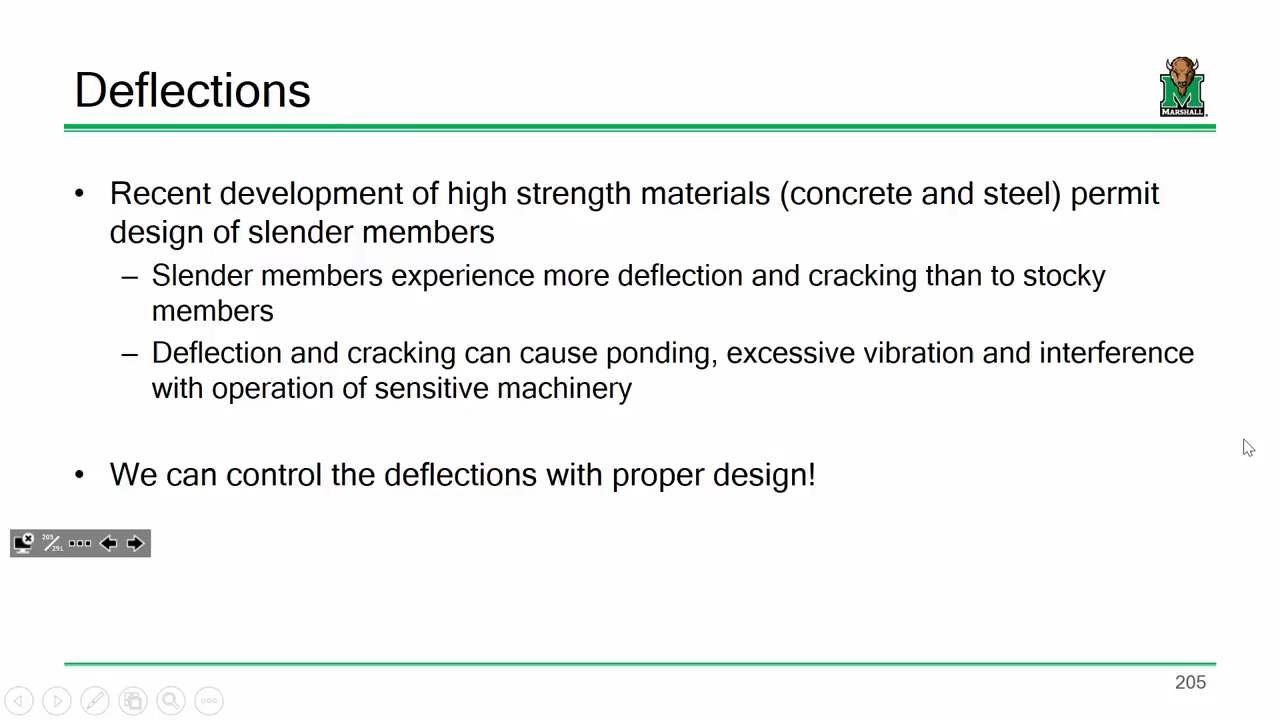 Deflections
MARSHALL
• Recent development of high strength materials (concrete and steel) permit
design of slender members
– Slender members experience more deflection and cracking than to stocky
members
– Deflection and cracking can cause ponding, excessive vibration and interference
with operation of sensitive machinery
• We can control the deflections with proper design!
205/291
205